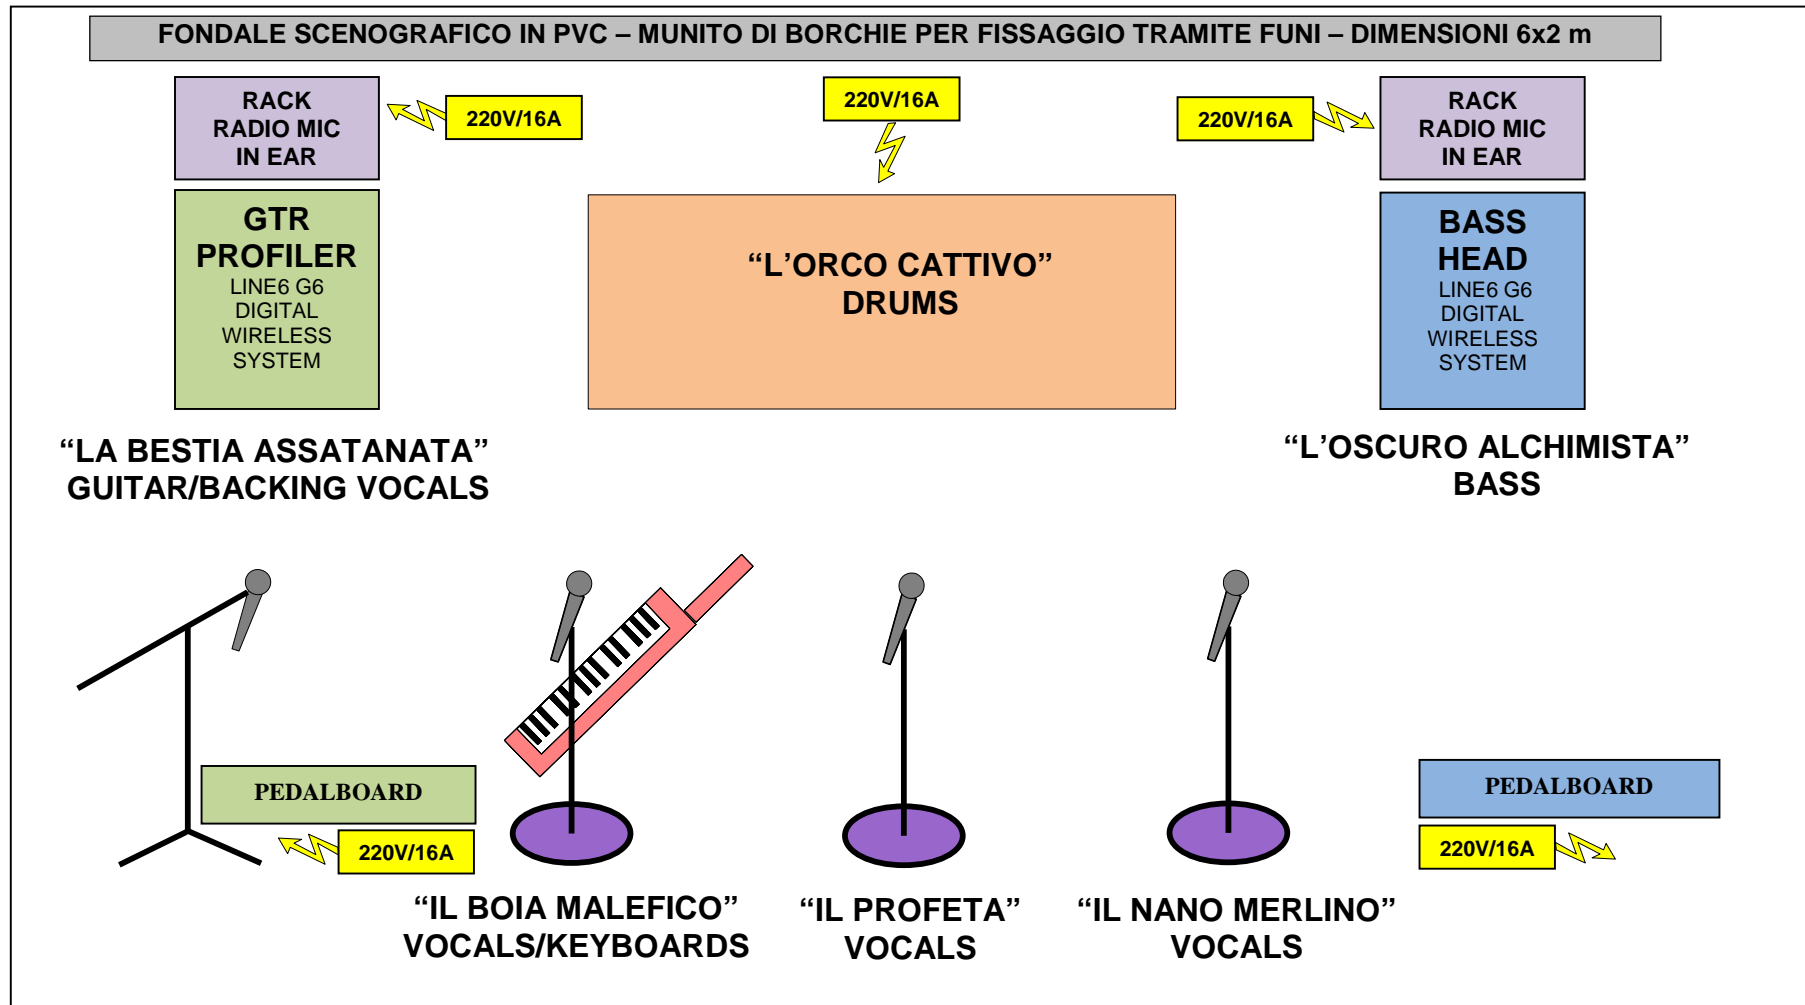 FONDALE SCENOGRAFICO IN PVC – MUNITO DI BORCHIE PER FISSAGGIO TRAMITE FUNI – DIMENSIONI 6x2 m
RACK
RADIO MIC
IN EAR
220V/16A
220V/16A
220V/16A
RACK
RADIO MIC
IN EAR
GTR
PROFILER
LINE6 G6
DIGITAL
WIRELESS
SYSTEM
“L’ORCO CATTIVO”
DRUMS
BASS
HEAD
LINE6 G6
DIGITAL
WIRELESS
SYSTEM
“LA BESTIA ASSATANATA”
GUITAR/BACKING VOCALS
“L’OSCURO ALCHIMISTA”
BASS
PEDALBOARD
220V/16A
PEDALBOARD
220V/16A
“IL BOIA MALEFICO”
VOCALS/KEYBOARDS
“IL PROFETA”
VOCALS
“IL NANO MERLINO”
VOCALS